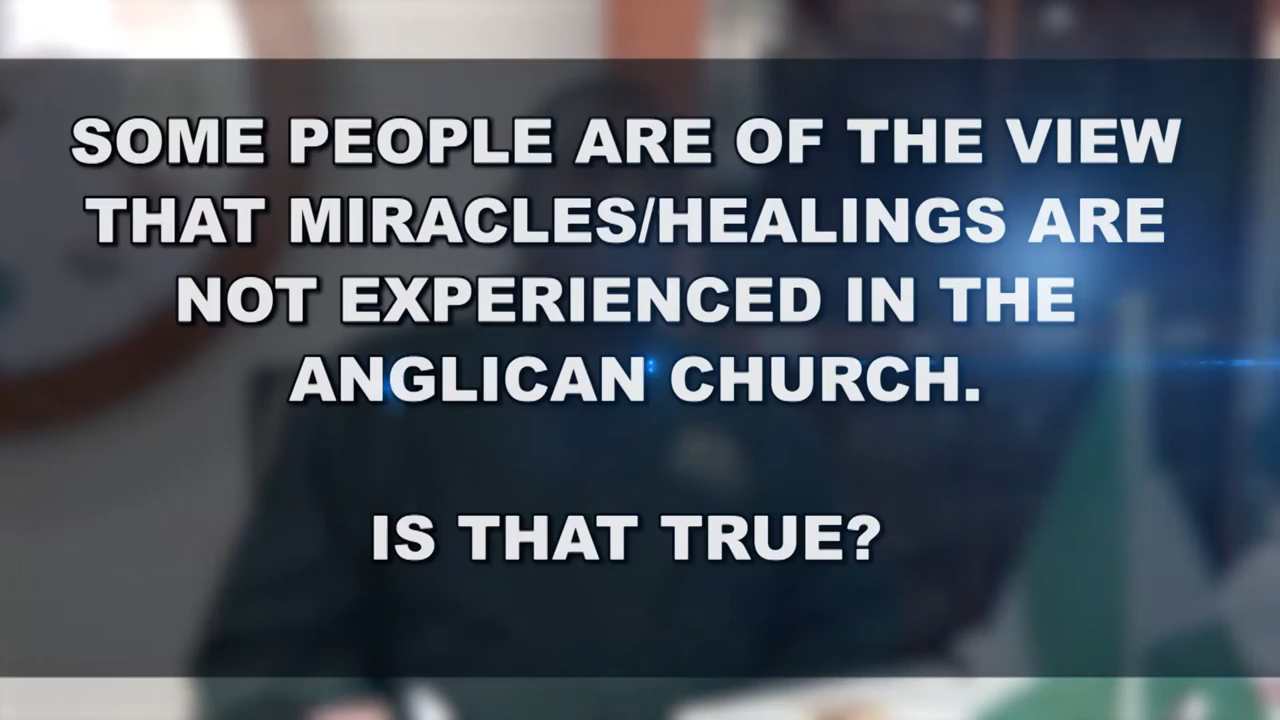 SOME PEOPLE ARE OF THE VIEW
THAT MIRACLES/HEALINGS ARE
NOT EXPERIENCED IN THE
ANGLICAN CHURCH.
IS THAT TRUE?